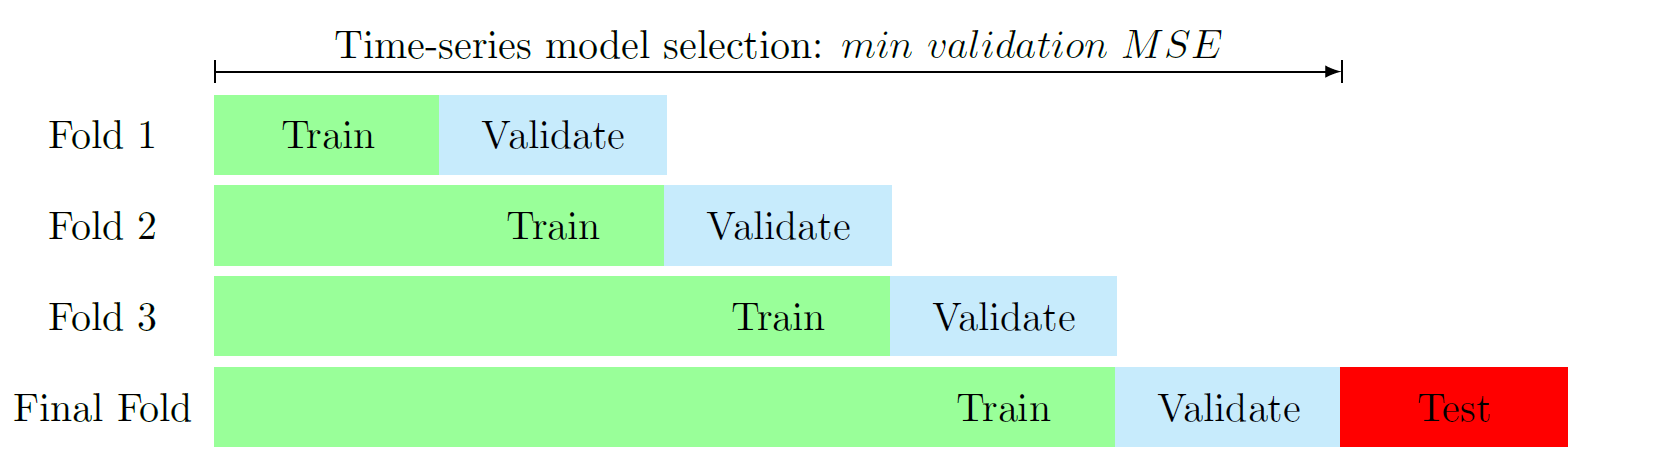 Time-series model selection: min validation MSE
Fold 1 Train Validate
Fold 2 Train Validate
Fold 3 Train Validate
Final Fold Train Validate Test